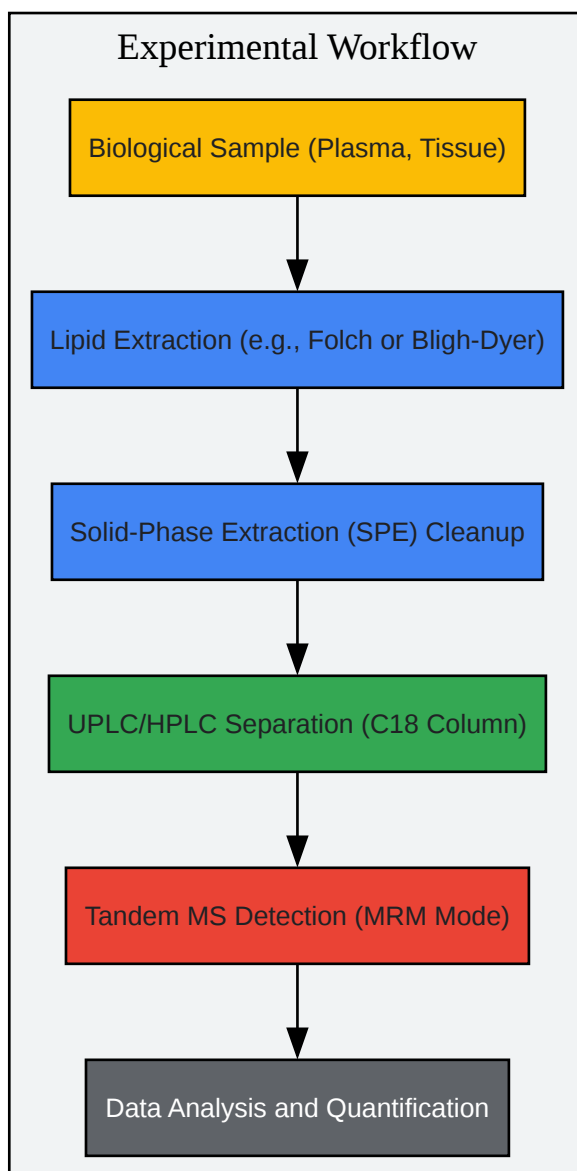 Experimental Workflow
Biological Sample (Plasma, Tissue)
Lipid Extraction (e.g., Folch or Bligh-Dyer)
Solid-Phase Extraction (SPE) Cleanup
UPLC/HPLC Separation (C18 Column)
Tandem MS Detection (MRM Mode)
Data Analysis and Quantification